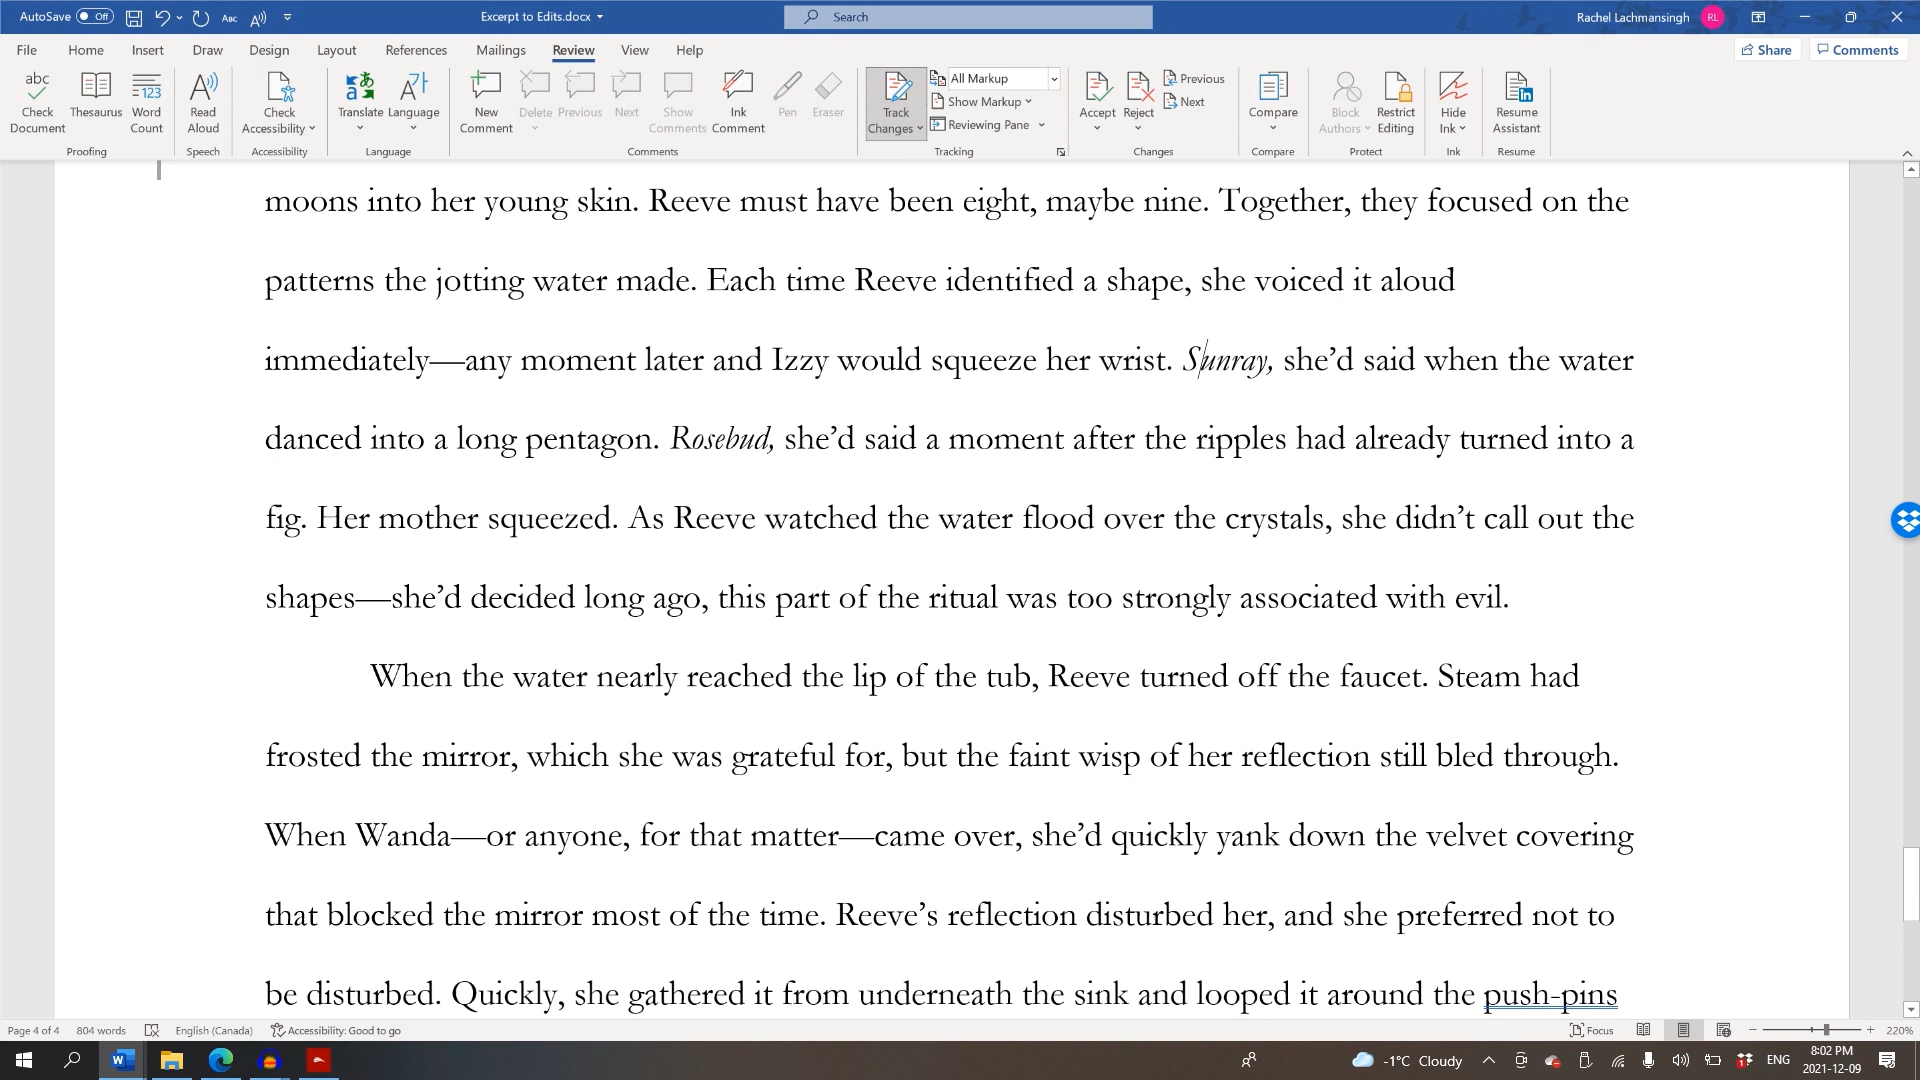 AutoSave Off Abc Excerpt to Edits.docx Search Rachel Lachmansingh RL
File Home Insert Draw Design Layout References Mailings Review View Help Share Comments
abc 123 All Markup
Show Markup
Reviewing Pane
Previous
Next
Check Document Thesaurus Word Count Read Aloud Check Accessibility Translate Language New Comment Delete Previous Next Show Comments Ink Comment Pen Eraser Track Changes Accept Reject Compare Block Authors Restrict Editing Hide Ink Resume Assistant
Proofing Speech Accessibility Language Comments Tracking Changes Compare Protect Ink Resume
moons into her young skin. Reeve must have been eight, maybe nine. Together, they focused on the
patterns the jotting water made. Each time Reeve identified a shape, she voiced it aloud
immediately—any moment later and Izzy would squeeze her wrist. Sunray, she’d said when the water
danced into a long pentagon. Rosebud, she’d said a moment after the ripples had already turned into a
fig. Her mother squeezed. As Reeve watched the water flood over the crystals, she didn’t call out the
shapes—she’d decided long ago, this part of the ritual was too strongly associated with evil.
When the water nearly reached the lip of the tub, Reeve turned off the faucet. Steam had
frosted the mirror, which she was grateful for, but the faint wisp of her reflection still bled through.
When Wanda—or anyone, for that matter—came over, she’d quickly yank down the velvet covering
that blocked the mirror most of the time. Reeve’s reflection disturbed her, and she preferred not to
be disturbed. Quickly, she gathered it from underneath the sink and looped it around the push-pins
Page 4 of 4 804 words English (Canada) Accessibility: Good to go Focus 220%
-1°C Cloudy ENG 8:02 PM
2021-12-09